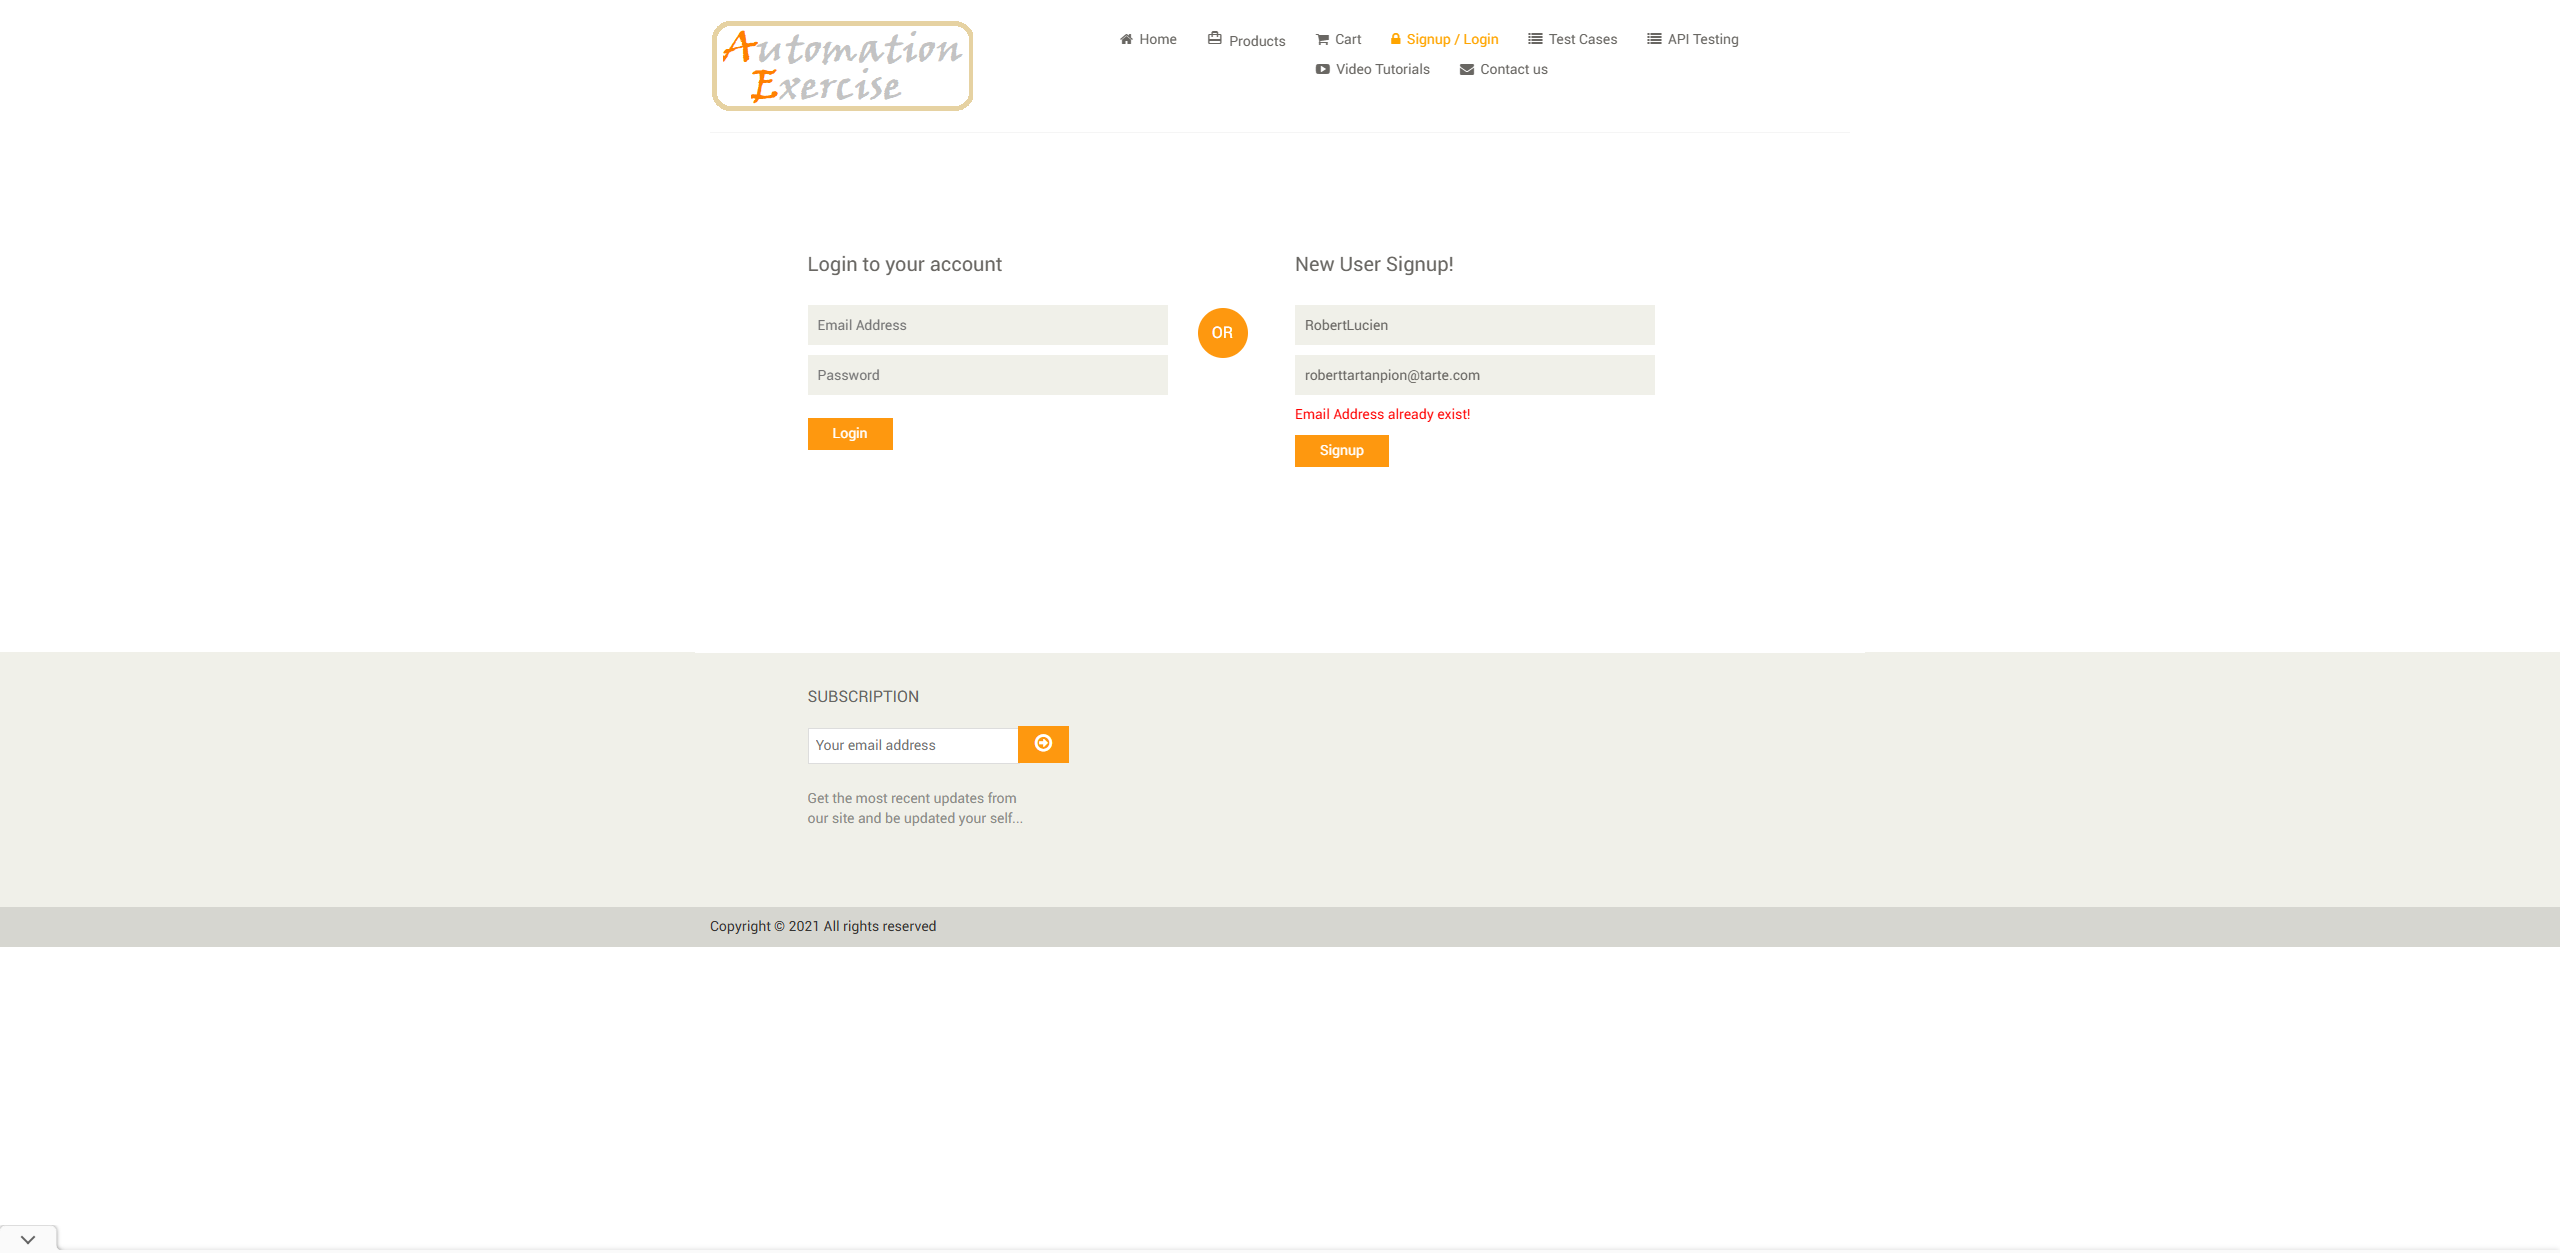 Automation
Exercise
Home
Products
Cart
Signup / Login
Test Cases
API Testing
Video Tutorials
Contact us
Login to your account
Email Address
Password
Login
OR
New User Signup!
RobertLucien
roberttartanpion@tarte.com
Email Address already exist!
Signup
SUBSCRIPTION
Your email address
Get the most recent updates from
our site and be updated your self...
Copyright © 2021 All rights reserved